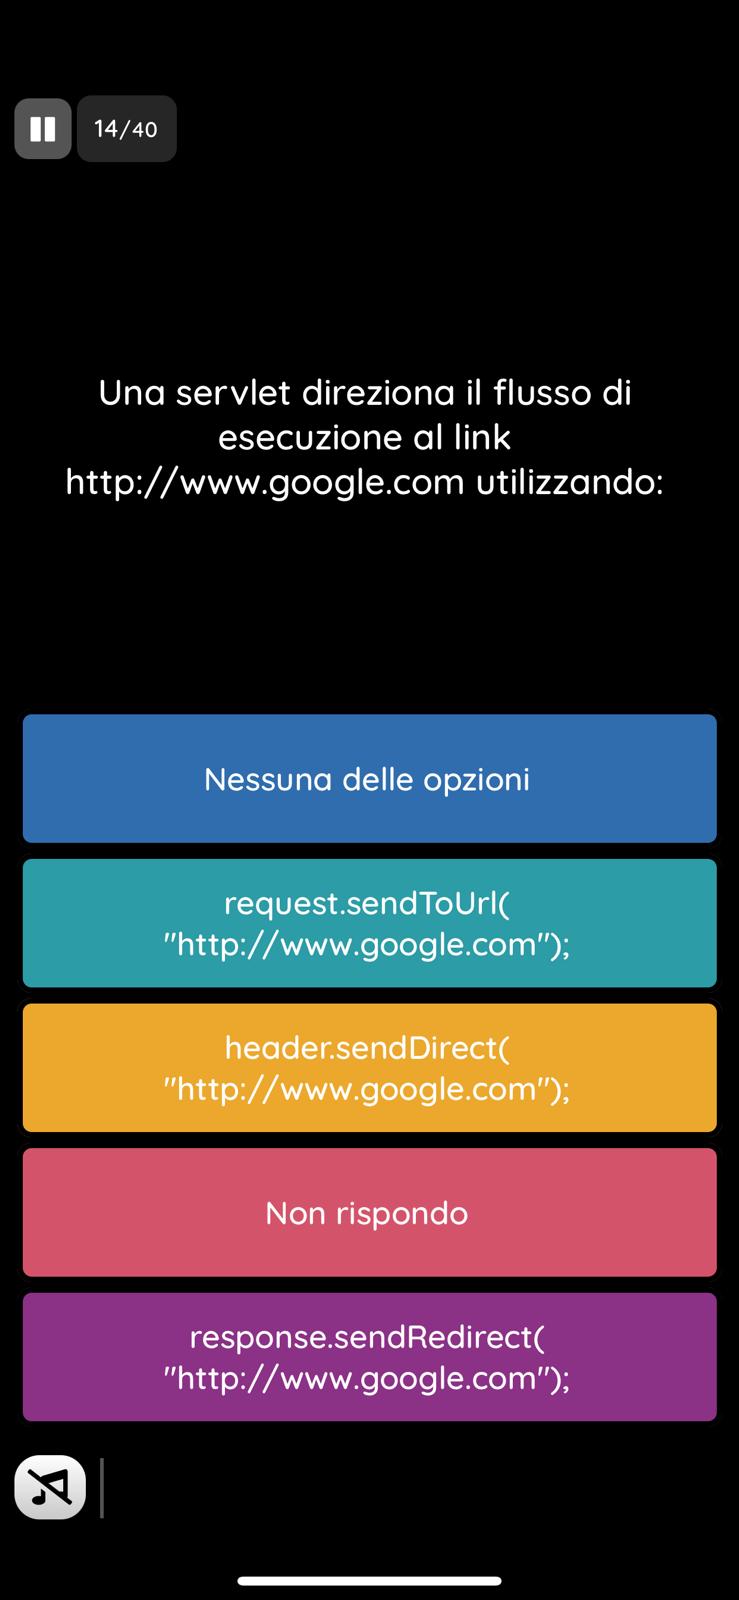 14/40
Una servlet direziona il flusso di
esecuzione al link
http://www.google.com utilizzando:
Nessuna delle opzioni
request.sendToUrl(
"http://www.google.com");
header.sendDirect(
"http://www.google.com");
Non rispondo
response.sendRedirect(
"http://www.google.com");